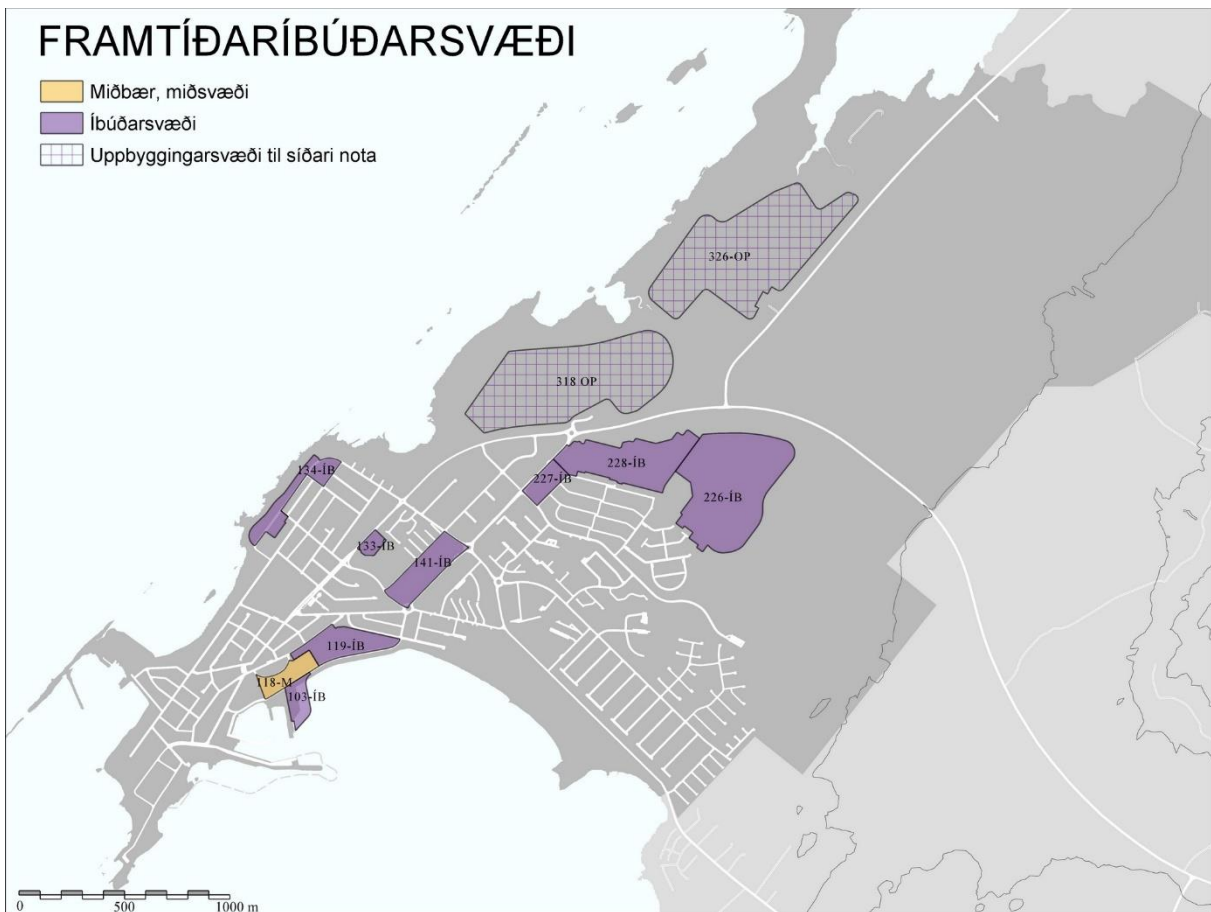 FRAMTÍÐARÍBÚÐARSVÆÐI
Miðbær, miðsvæði
Íbúðarsvæði
Uppbyggingarsvæði til síðari nota
326-OP
318 OP
134-ÍB
228-ÍB
227-ÍB
226-ÍB
133-ÍB
141-ÍB
119-ÍB
118-M
103-ÍB
0 500 1000 m